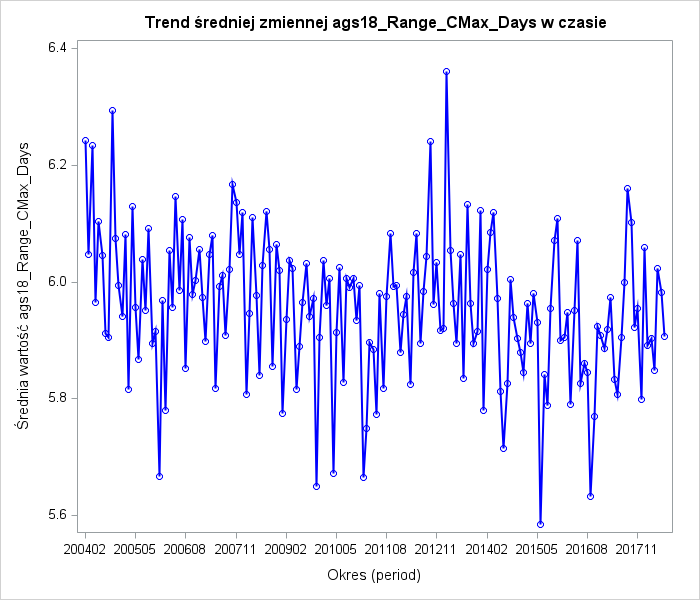 Trend średniej zmiennej ags18_Range_CMax_Days w czasie
Średnia wartość ags18_Range_CMax_Days
6.4
6.2
6.0
5.8
5.6
200402 200505 200608 200711 200902 201005 201108 201211 201402 201505 201608 201711
Okres (period)